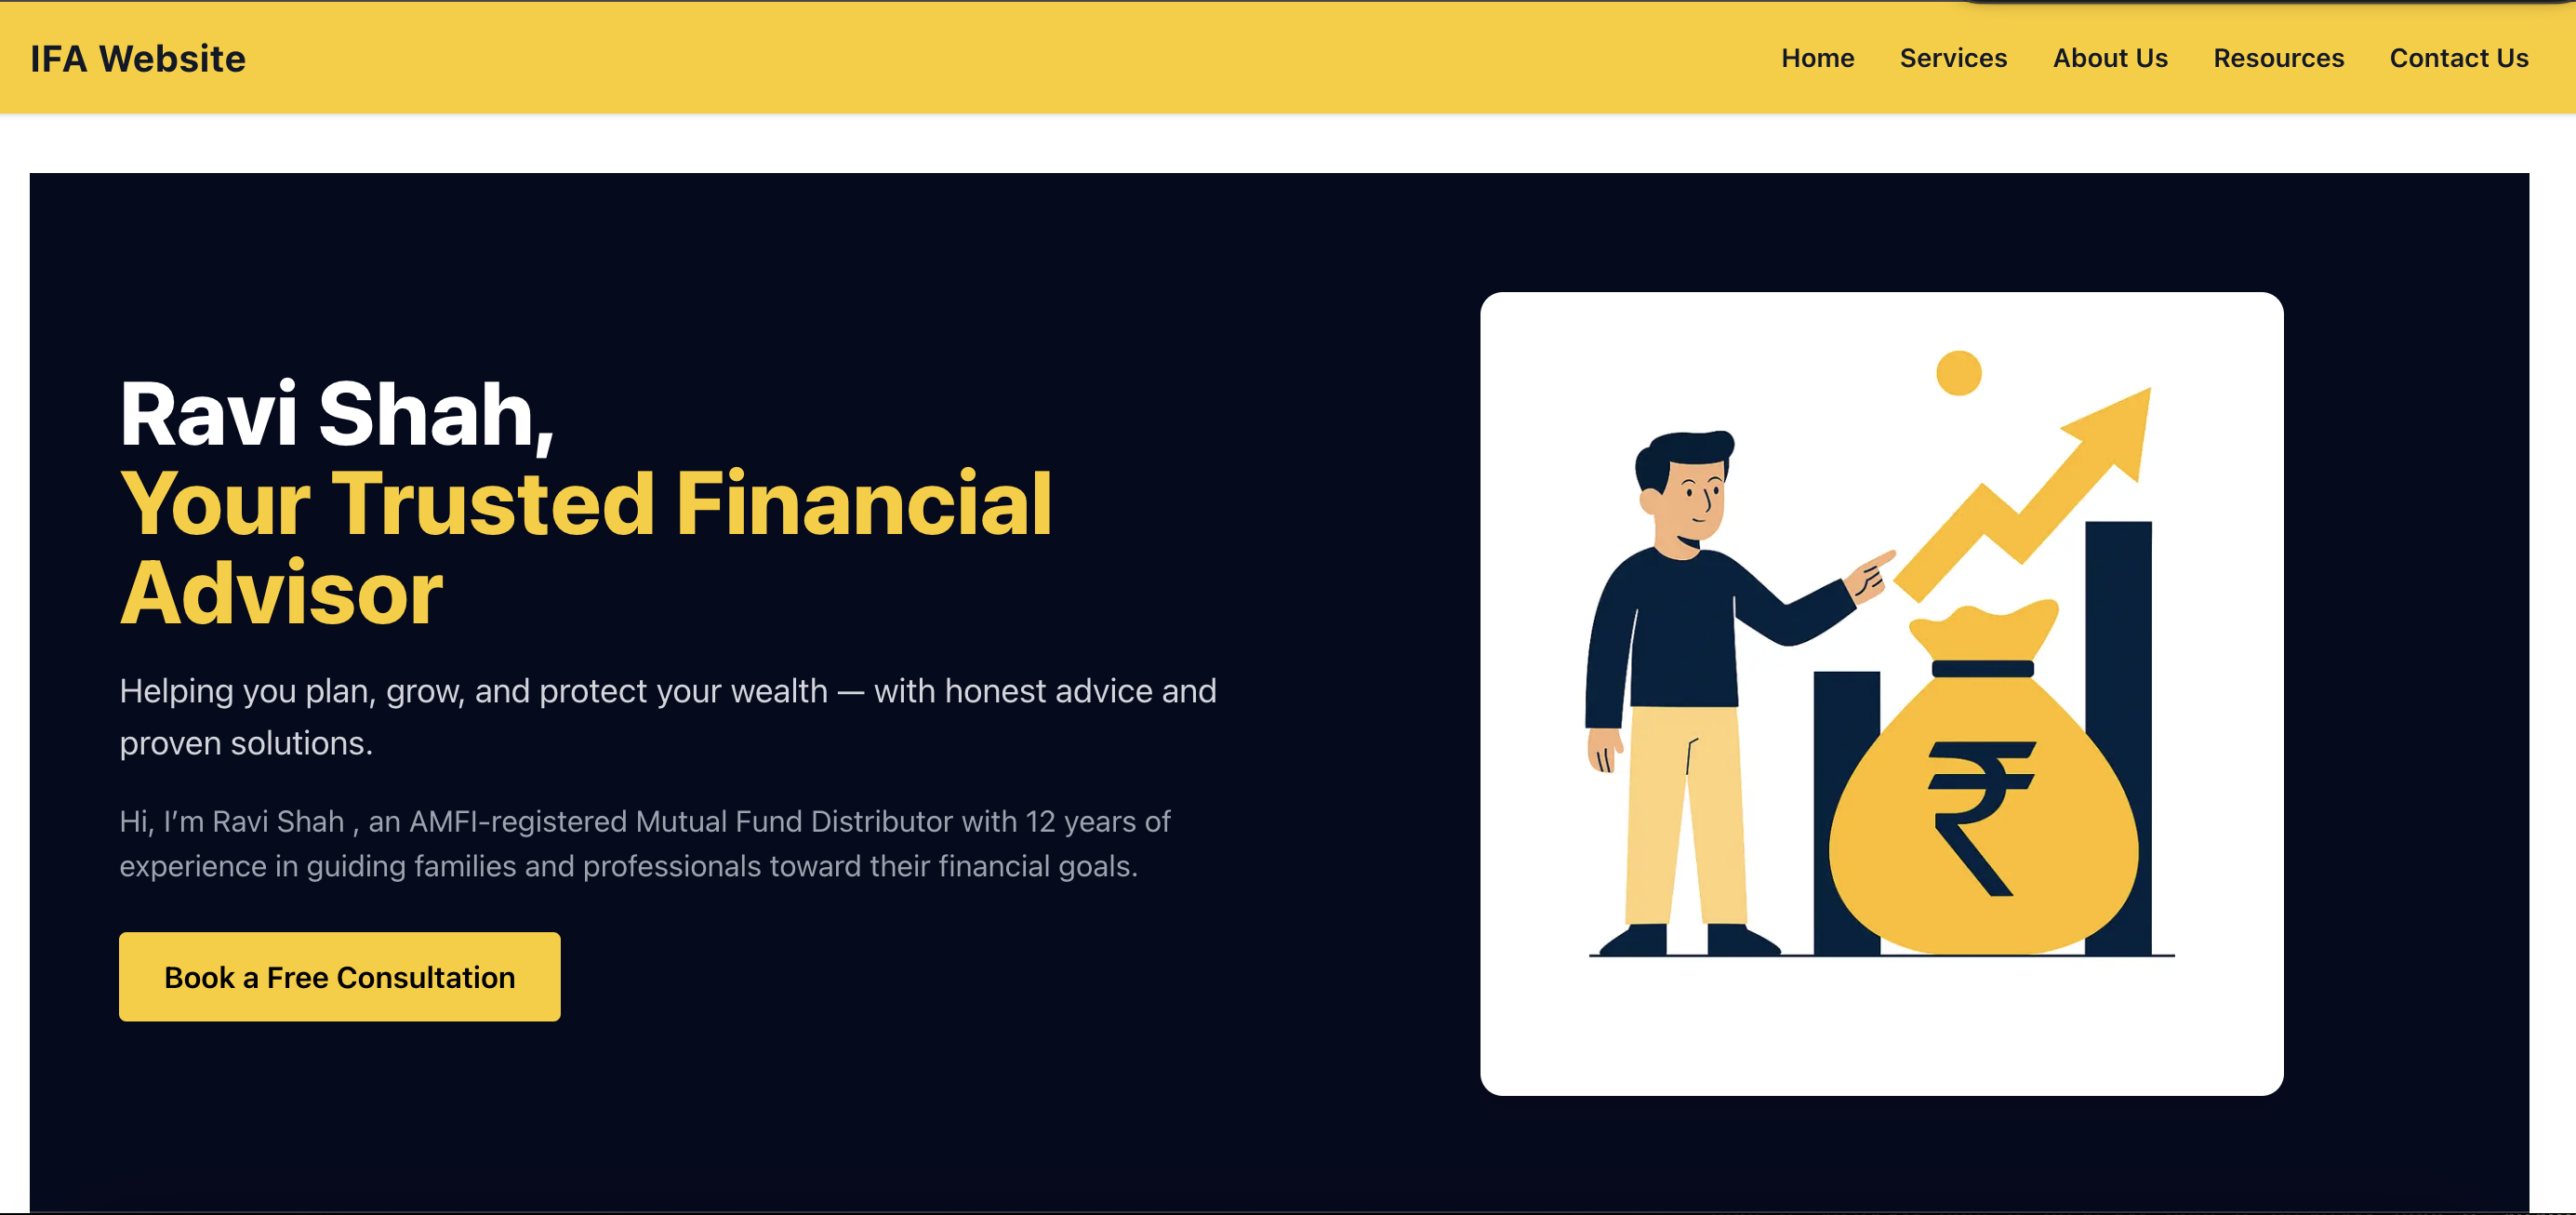 IFA Website
Home Services About Us Resources Contact Us
Ravi Shah,
Your Trusted Financial
Advisor
Helping you plan, grow, and protect your wealth — with honest advice and
proven solutions.
Hi, I’m Ravi Shah , an AMFI-registered Mutual Fund Distributor with 12 years of
experience in guiding families and professionals toward their financial goals.
Book a Free Consultation
₹